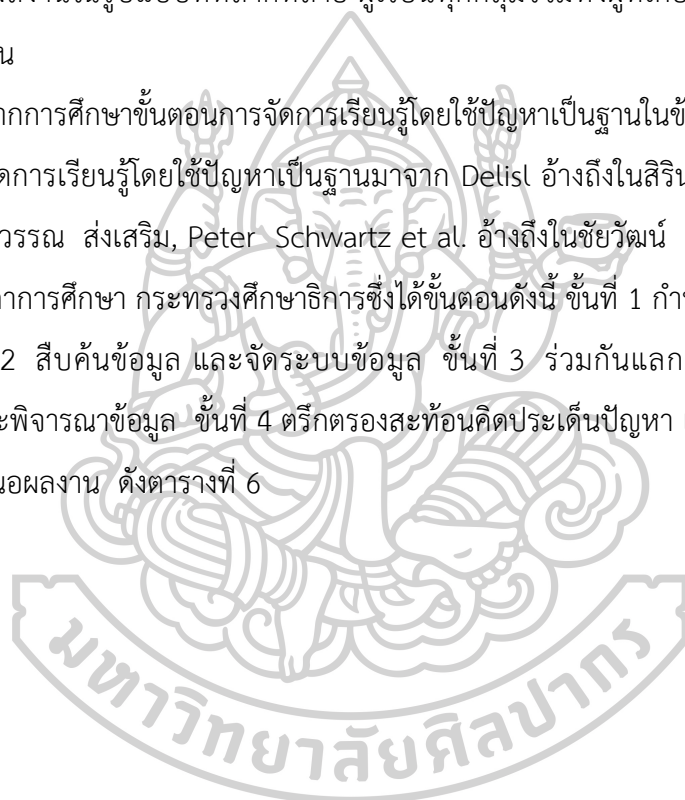 น
ากการศึกษาขั้นตอนการจัดการเรียนรู้โดยใช้ปัญหาเป็นฐานในข้
ดการเรียนรู้โดยใช้ปัญหาเป็นฐานมาจาก Delisl อ้างถึงในสิริน
วรรณ ส่งเสริม, Peter Schwartz et al. อ้างถึงในชัยวัฒน์
าการศึกษา กระทรวงศึกษาธิการซึ่งได้ขั้นตอนดังนี้ ขั้นที่ 1 กำ
2 สืบค้นข้อมูล และจัดระบบข้อมูล ขั้นที่ 3 ร่วมกันแลก
ะพิจารณาข้อมูล ขั้นที่ 4 ตรึกตรองสะท้อนคิดประเด็นปัญหา
นอผลงาน ดังตารางที่ 6
มหาวิทยาลัยศิลปากร